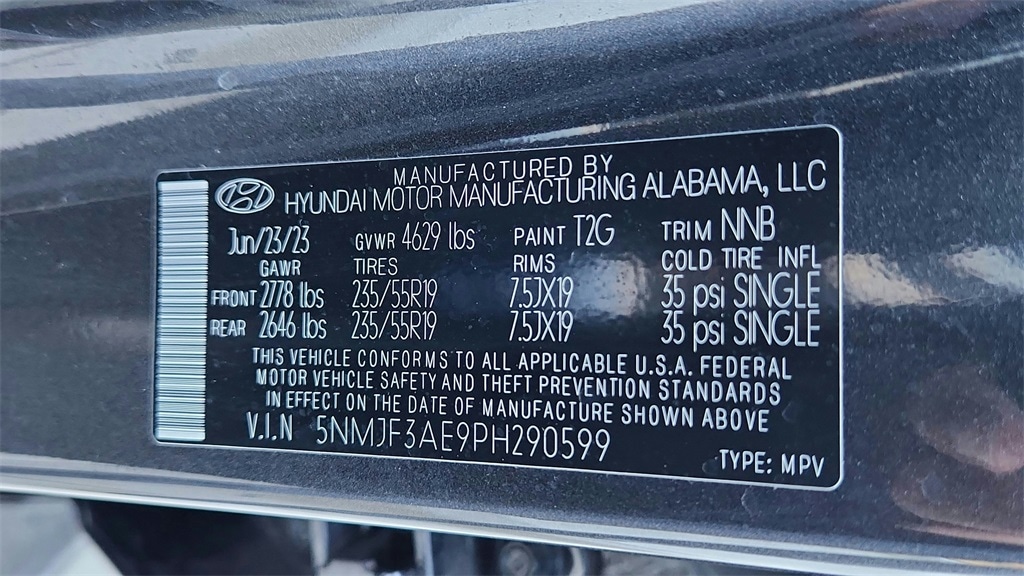 MANUFACTURED BY
HYUNDAI MOTOR MANUFACTURING ALABAMA, LLC
Jun/23/23 GVWR 4629 lbs PAINT T2G TRIM NNB
GAWR TIRES RIMS COLD TIRE INFL
FRONT 2778 lbs 235/55R19 7.5JX19 35 psi SINGLE
REAR 2646 lbs 235/55R19 7.5JX19 35 psi SINGLE
THIS VEHICLE CONFORMS TO ALL APPLICABLE U.S.A. FEDERAL
MOTOR VEHICLE SAFETY AND THEFT PREVENTION STANDARDS
IN EFFECT ON THE DATE OF MANUFACTURE SHOWN ABOVE
V.I.N 5NMJF3AE9PH290599
TYPE: MPV